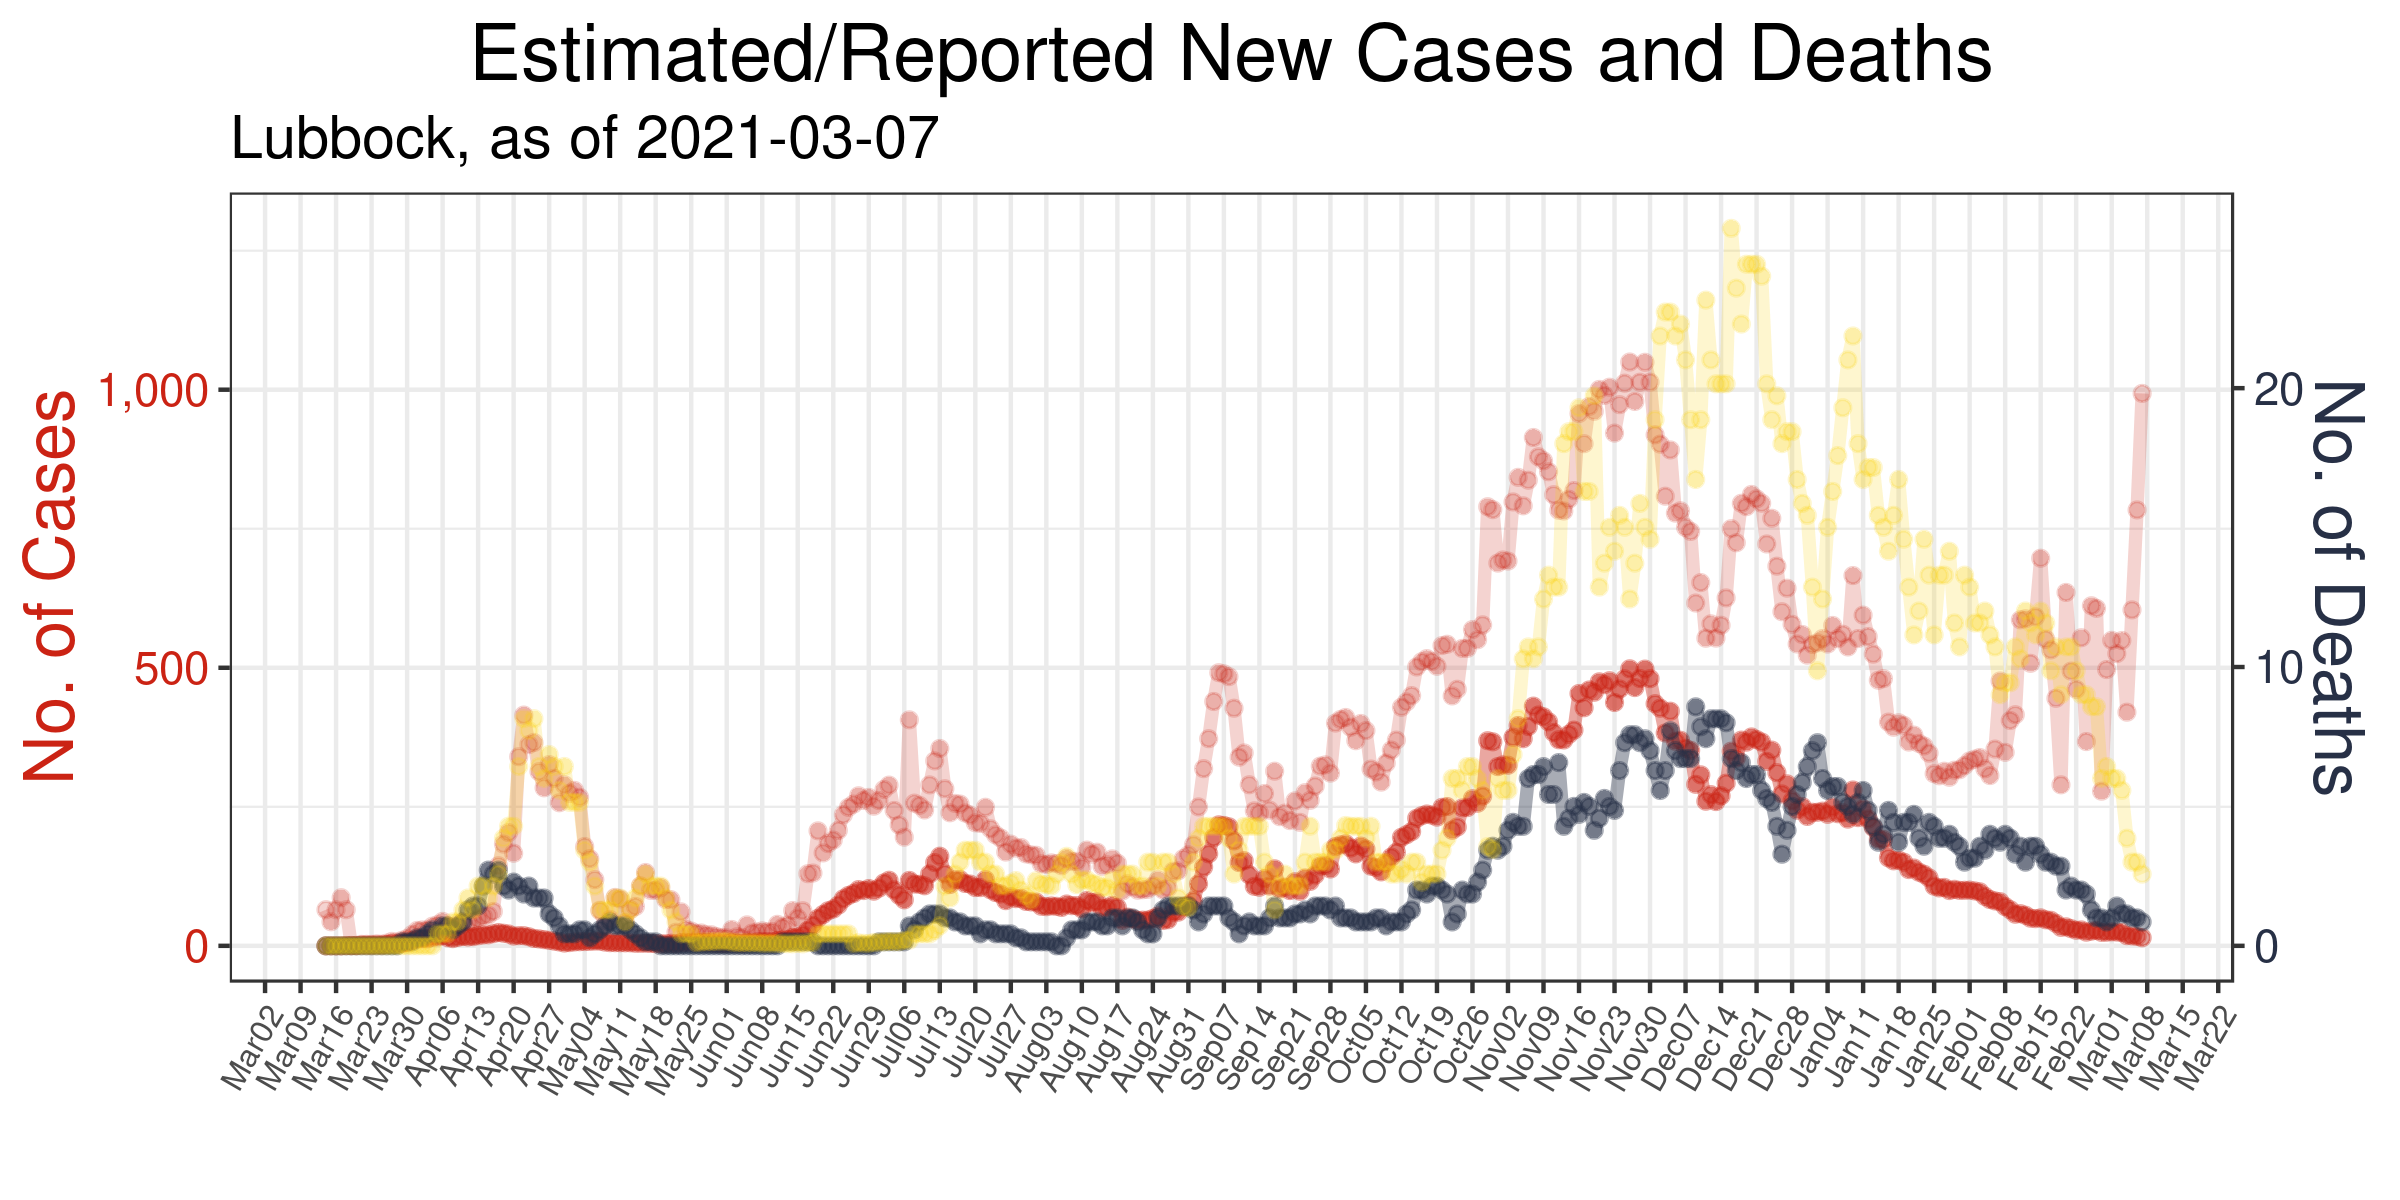 Estimated/Reported New Cases and Deaths
Lubbock, as of 2021-03-07
No. of Cases
1,000
500
0
20
10
0
No. of Deaths
Mar02
Mar09
Mar16
Mar23
Mar30
Apr06
Apr13
Apr20
Apr27
May04
May11
May18
May25
Jun01
Jun08
Jun15
Jun22
Jun29
Jul06
Jul13
Jul20
Jul27
Aug03
Aug10
Aug17
Aug24
Aug31
Sep07
Sep14
Sep21
Sep28
Oct05
Oct12
Oct19
Oct26
Nov02
Nov09
Nov16
Nov23
Nov30
Dec07
Dec14
Dec21
Dec28
Jan04
Jan11
Jan18
Jan25
Feb01
Feb08
Feb15
Feb22
Mar01
Mar08
Mar15
Mar22